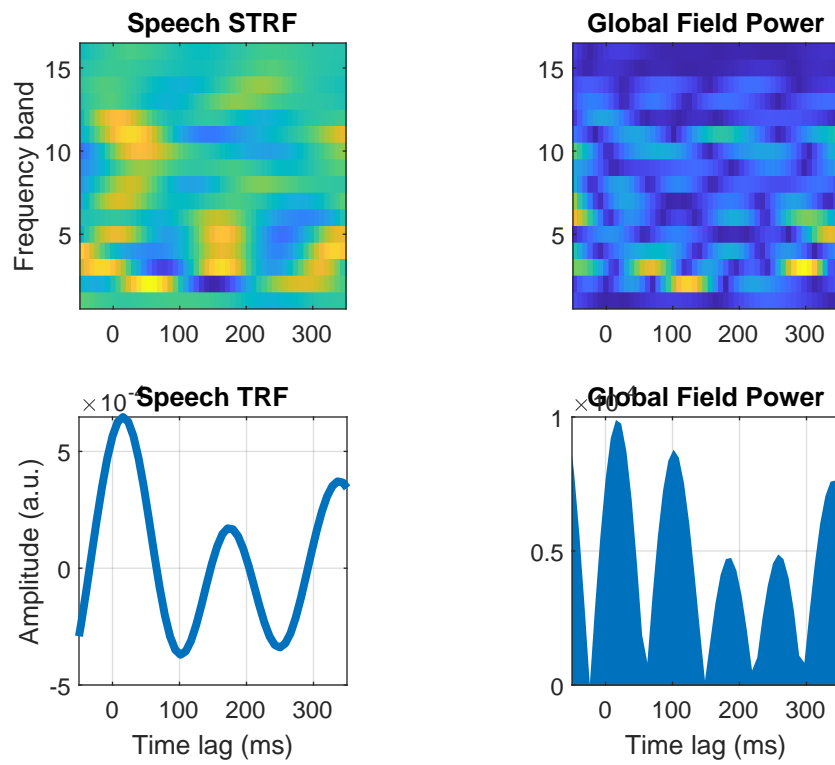 Speech STRF
Frequency band
15
10
5
0 100 200 300
Global Field Power
15
10
5
0 100 200 300
Speech TRF
×10⁻⁴
Amplitude (a.u.)
5
0
-5
0 100 200 300
Time lag (ms)
Global Field Power
1
0.5
0
0 100 200 300
Time lag (ms)